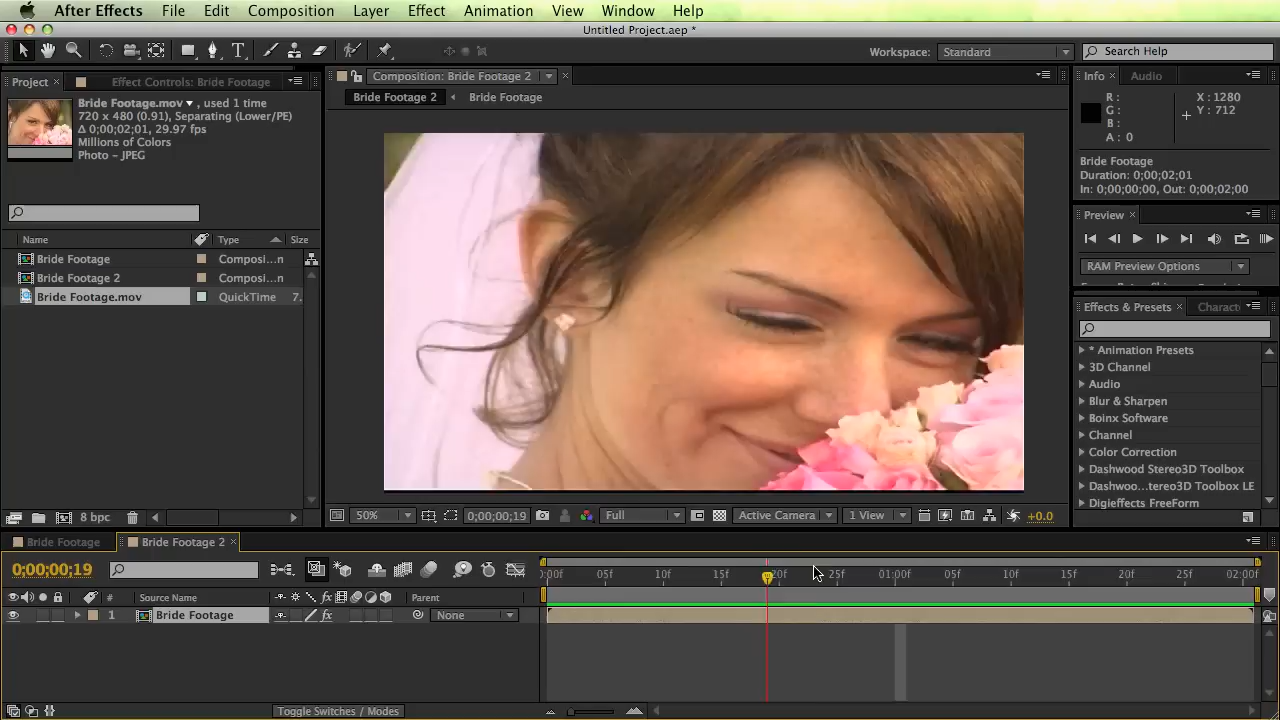 After Effects File Edit Composition Layer Effect Animation View Window Help
Untitled Project.aep *
Workspace: Standard Search Help
Project × Effect Controls: Bride Footage
Bride Footage.mov ▼ , used 1 time
720 x 480 (0.91), Separating (Lower/PE)
Δ 0;00;02;01, 29.97 fps
Millions of Colors
Photo – JPEG
Name Type Size
Bride Footage Composi...n
Bride Footage 2 Composi...n
Bride Footage.mov QuickTime 7.
8 bpc
Composition: Bride Footage 2 ×
Bride Footage 2 Bride Footage
50% 0;00;00;19 Full Active Camera 1 View +0.0
Info × Audio
R : X : 1280
G : Y : 712
B :
A : 0
Bride Footage
Duration: 0;00;02;01
In: 0;00;00;00, Out: 0;00;02;00
Preview ×
RAM Preview Options
Effects & Presets × Charact
* Animation Presets
3D Channel
Audio
Blur & Sharpen
Boinx Software
Channel
Color Correction
Dashwood Stereo3D Toolbox
Dashwoo...tereo3D Toolbox LE
Digieffects FreeForm
Bride Footage Bride Footage 2 ×
0;00;00;19
:00f 05f 10f 15f 20f 25f 01:00f 05f 10f 15f 20f 25f 02:00f
# Source Name Parent
1 Bride Footage fx None
Toggle Switches / Modes